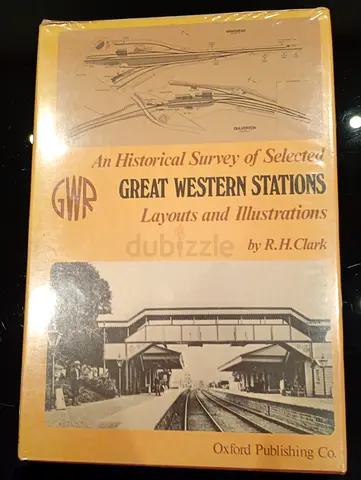 An Historical Survey of Selected
GWR
GREAT WESTERN STATIONS
Layouts and Illustrations
dubizzle
by R.H.Clark
Oxford Publishing Co.